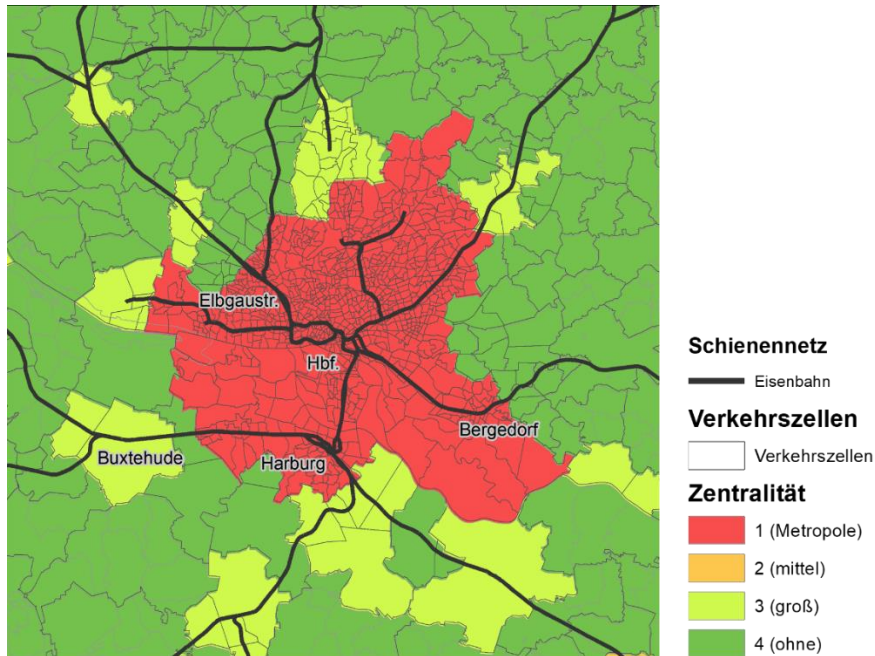 Elbgaustr.
Hbf.
Bergedorf
Buxtehude
Harburg
Schienennetz
Eisenbahn
Verkehrszellen
Verkehrszellen
Zentralität
1 (Metropole)
2 (mittel)
3 (groß)
4 (ohne)